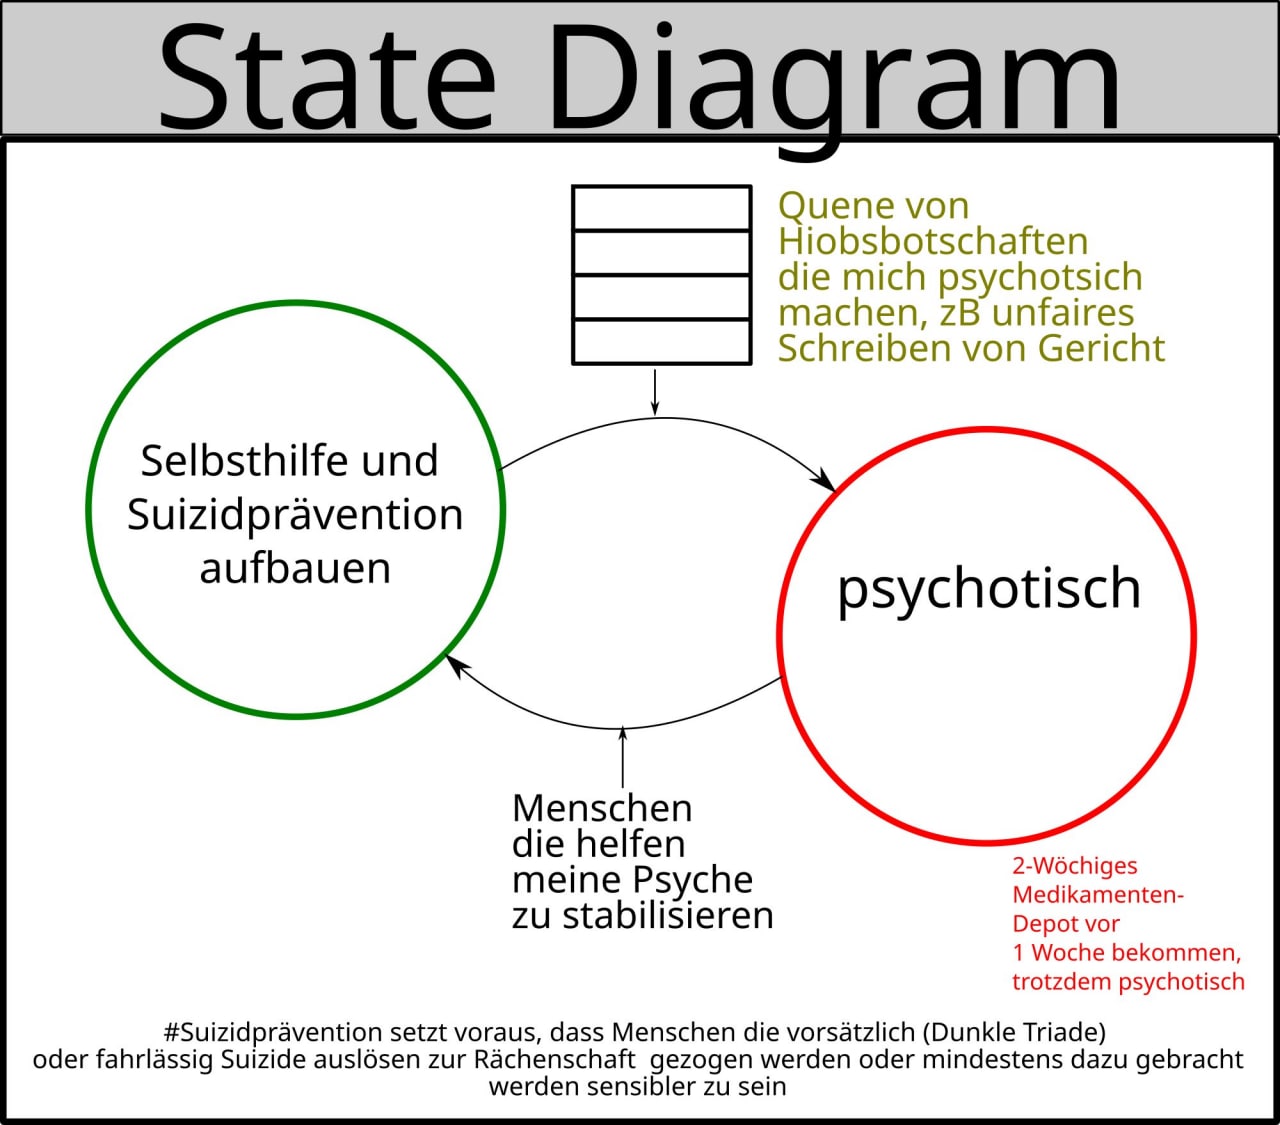 State Diagram
Quene von
Hiobsbotschaften
die mich psychotsich
machen, zB unfaires
Schreiben von Gericht
Selbsthilfe und
Suizidprävention
aufbauen
psychotisch
Menschen
die helfen
meine Psyche
zu stabilisieren
2-Wöchiges
Medikamenten-
Depot vor
1 Woche bekommen,
trotzdem psychotisch
#Suizidprävention setzt voraus, dass Menschen die vorsätzlich (Dunkle Triade)
oder fahrlässig Suizide auslösen zur Rächenschaft gezogen werden oder mindestens dazu gebracht
werden sensibler zu sein